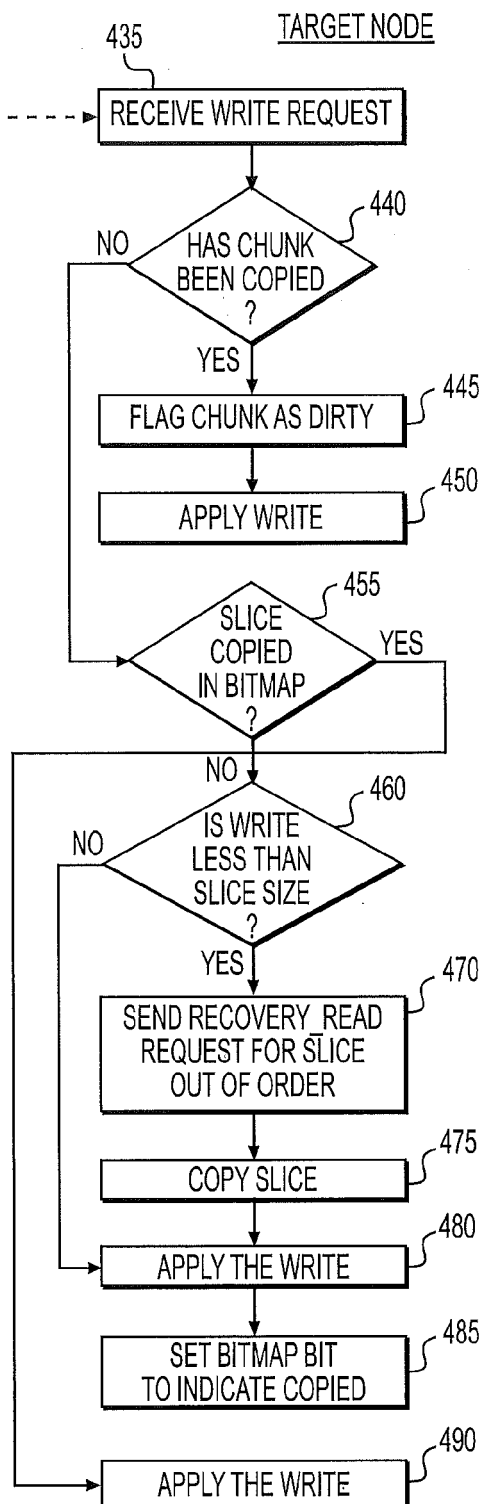 TARGET NODE
435
RECEIVE WRITE REQUEST
440
NO
HAS CHUNK
BEEN COPIED
?
YES
445
FLAG CHUNK AS DIRTY
450
APPLY WRITE
455
SLICE
COPIED
IN BITMAP
?
YES
NO
460
NO
IS WRITE
LESS THAN
SLICE SIZE
?
YES
470
SEND RECOVERY_READ
REQUEST FOR SLICE
OUT OF ORDER
475
COPY SLICE
480
APPLY THE WRITE
485
SET BITMAP BIT
TO INDICATE COPIED
490
APPLY THE WRITE